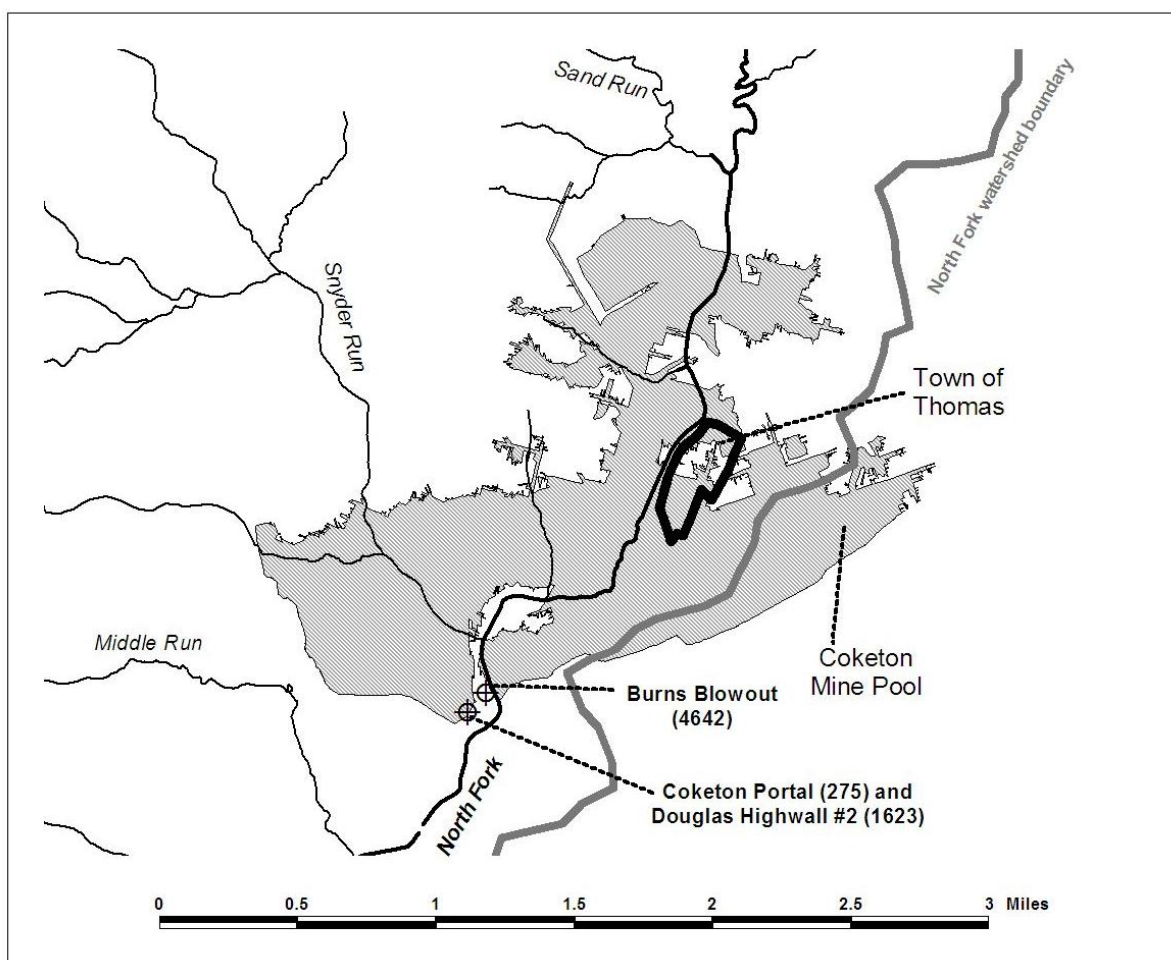 Sand Run
North Fork watershed boundary
Snyder Run
Town of
Thomas
Middle Run
Coketon
Mine Pool
Burns Blowout
(4642)
Coketon Portal (275) and
Douglas Highwall #2 (1623)
North Fork
0 0.5 1 1.5 2 2.5 3 Miles